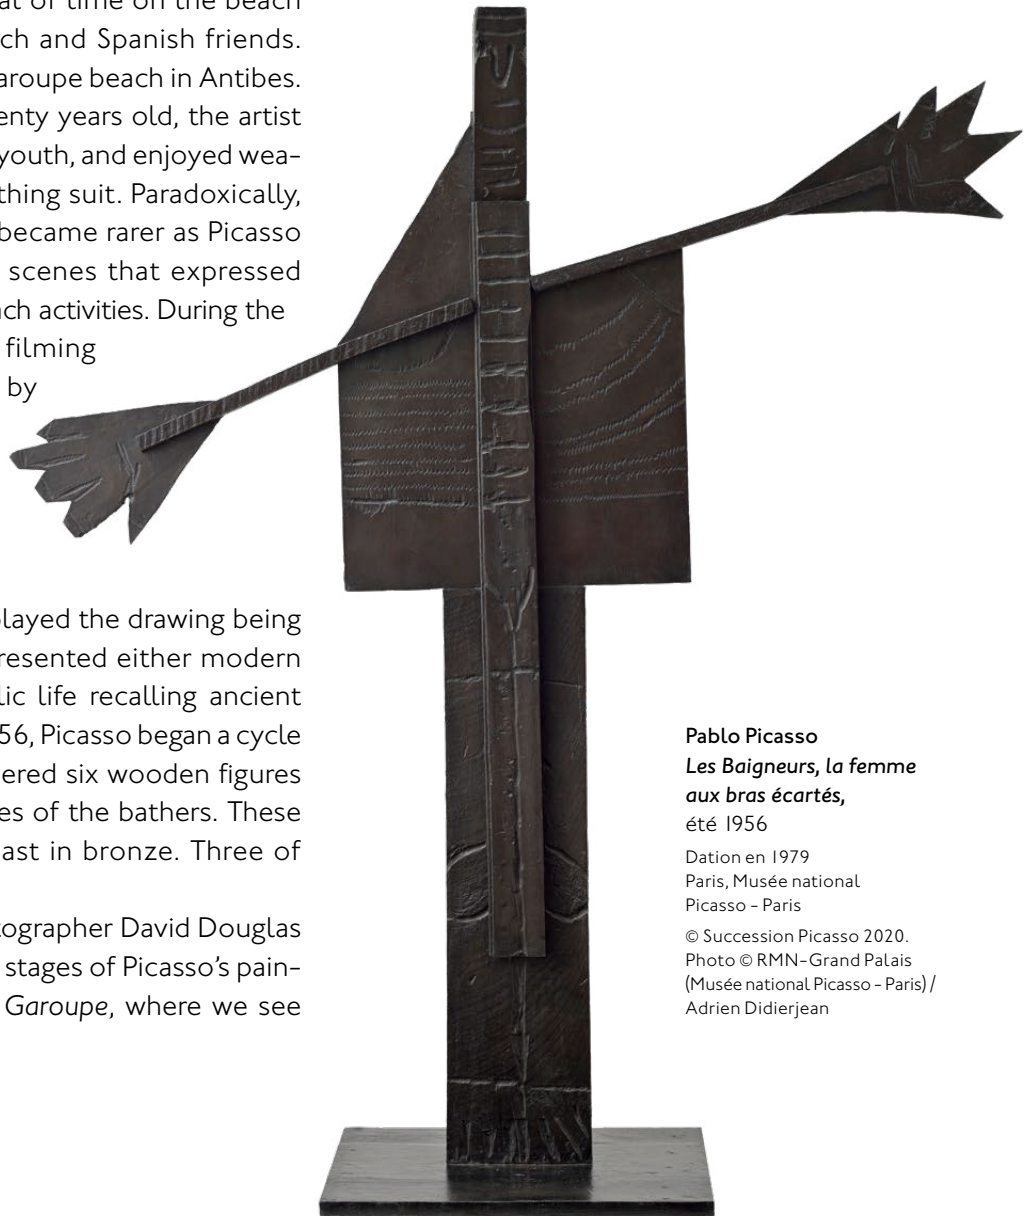 at of time on the beach
ch and Spanish friends.
aroupe beach in Antibes.
enty years old, the artist
youth, and enjoyed wea-
thing suit. Paradoxically,
became rarer as Picasso
scenes that expressed
ch activities. During the
filming
by
layed the drawing being
resented either modern
lic life recalling ancient
56, Picasso began a cycle
ered six wooden figures
es of the bathers. These
ast in bronze. Three of
ographer David Douglas
stages of Picasso's pain-
Garoupe, where we see
Pablo Picasso
Les Baigneurs, la femme
aux bras écartés,
été 1956
Dation en 1979
Paris, Musée national
Picasso - Paris
© Succession Picasso 2020.
Photo © RMN-Grand Palais
(Musée national Picasso - Paris) /
Adrien Didierjean